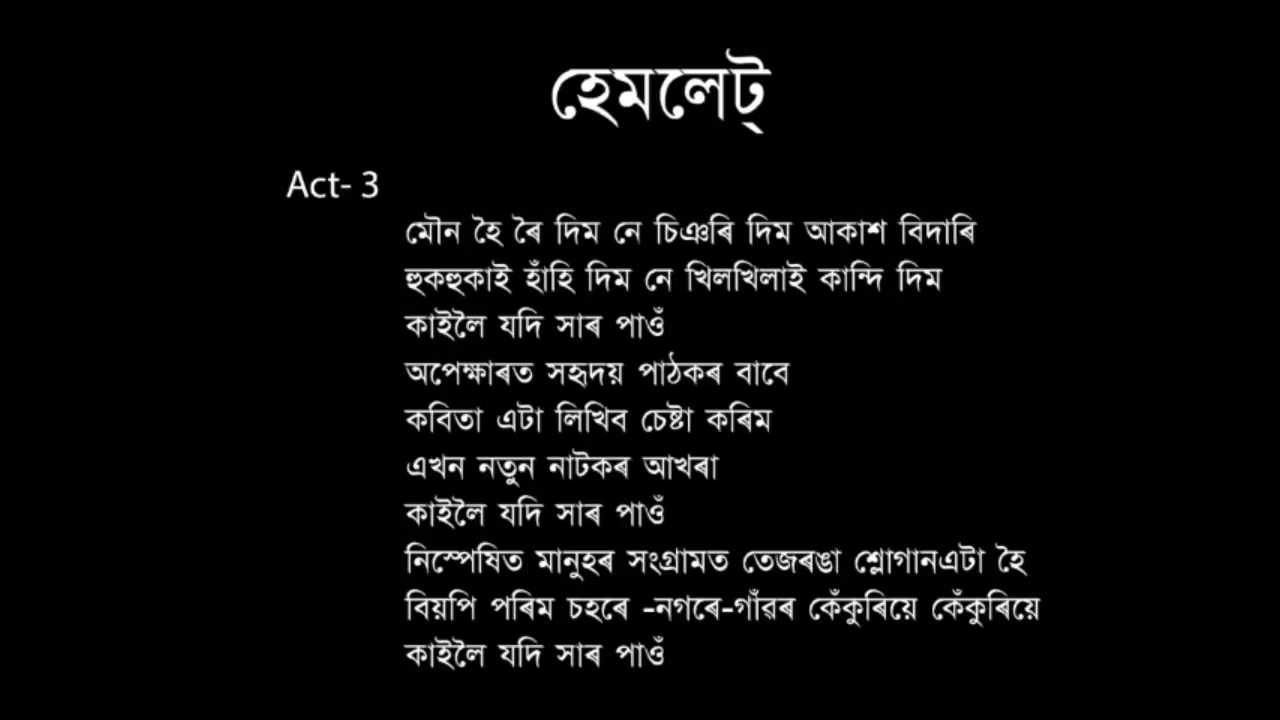 হেমলেট্
Act- 3
মৌন হৈ ৰৈ দিম নে চিঞৰি দিম আকাশ বিদাৰি
হুকহুকাই হাঁহি দিম নে খিলখিলাই কান্দি দিম
কাইলৈ যদি সাৰ পাওঁ
অপেক্ষাৰত সহৃদয় পাঠকৰ বাবে
কবিতা এটা লিখিব চেষ্টা কৰিম
এখন নতুন নাটকৰ আখৰা
কাইলৈ যদি সাৰ পাওঁ
নিস্পেষিত মানুহৰ সংগ্ৰামত তেজৰঙা শ্লোগানএটা হৈ
বিয়পি পৰিম চহৰে -নগৰে-গাঁৱৰ কেঁকুৰিয়ে কেঁকুৰিয়ে
কাইলৈ যদি সাৰ পাওঁ